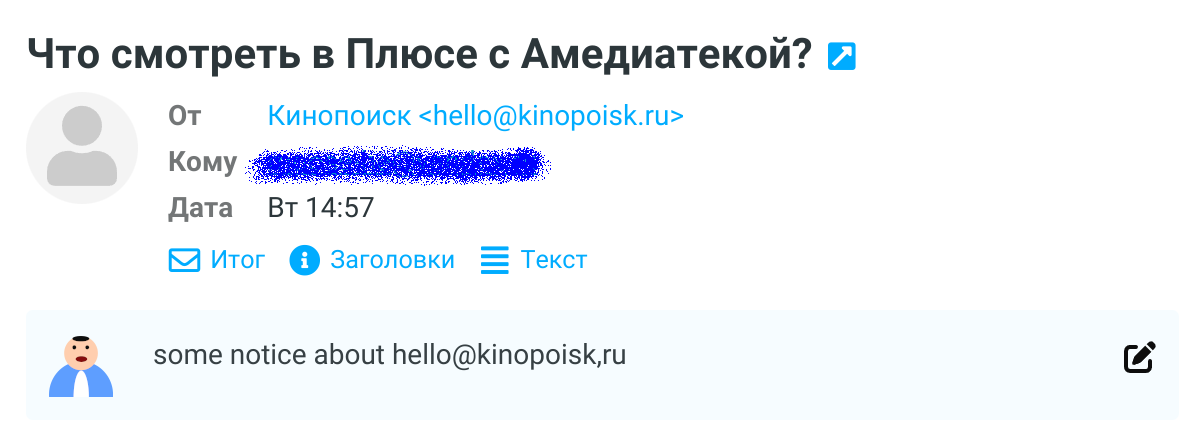 Что смотреть в Плюсе с Амедиатекой?
От Кинопоиск <hello@kinopoisk.ru>
Кому
Дата Вт 14:57
Итог Заголовки Текст
some notice about hello@kinopoisk,ru